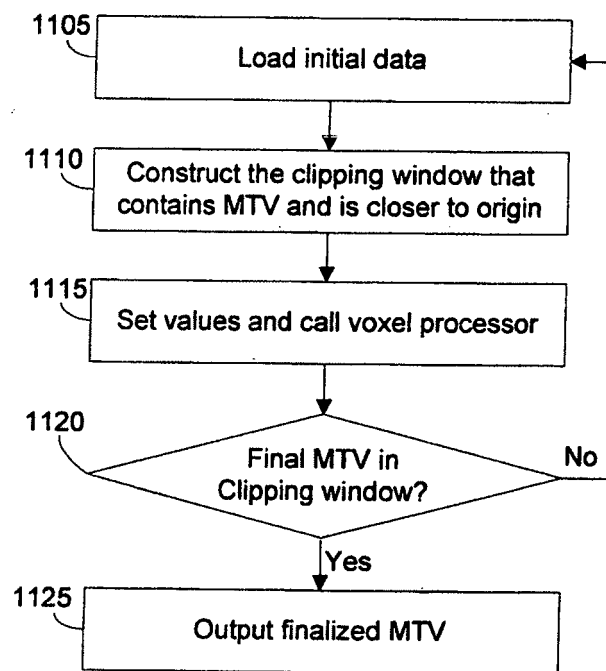 1105
Load initial data
1110
Construct the clipping window that
contains MTV and is closer to origin
1115
Set values and call voxel processor
1120
Final MTV in
Clipping window?
No
Yes
1125
Output finalized MTV